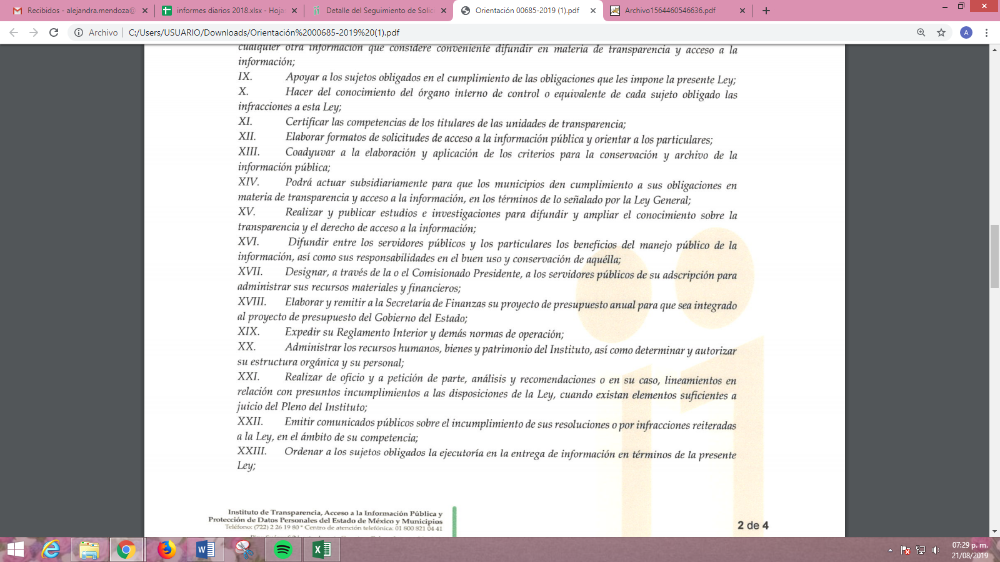 Recibidos - alejandra.mendoza@
informes diarios 2018.xlsx - Hoja
Detalle del Seguimiento de Solic
Orientación 00685-2019 (1).pdf
Archivo1564460546636.pdf
Archivo
C:/Users/USUARIO/Downloads/Orientación%2000685-2019%20(1).pdf
A
cualquier otra información que considere conveniente difundir en materia de transparencia y acceso a la
información;
IX. Apoyar a los sujetos obligados en el cumplimiento de las obligaciones que les impone la presente Ley;
X. Hacer del conocimiento del órgano interno de control o equivalente de cada sujeto obligado las
infracciones a esta Ley;
XI. Certificar las competencias de los titulares de las unidades de transparencia;
XII. Elaborar formatos de solicitudes de acceso a la información pública y orientar a los particulares;
XIII. Coadyuvar a la elaboración y aplicación de los criterios para la conservación y archivo de la
información pública;
XIV. Podrá actuar subsidiariamente para que los municipios den cumplimiento a sus obligaciones en
materia de transparencia y acceso a la información, en los términos de lo señalado por la Ley General;
XV. Realizar y publicar estudios e investigaciones para difundir y ampliar el conocimiento sobre la
transparencia y el derecho de acceso a la información;
XVI. Difundir entre los servidores públicos y los particulares los beneficios del manejo público de la
información, así como sus responsabilidades en el buen uso y conservación de aquélla;
XVII. Designar, a través de la o el Comisionado Presidente, a los servidores públicos de su adscripción para
administrar sus recursos materiales y financieros;
XVIII. Elaborar y remitir a la Secretaría de Finanzas su proyecto de presupuesto anual para que sea integrado
al proyecto de presupuesto del Gobierno del Estado;
XIX. Expedir su Reglamento Interior y demás normas de operación;
XX. Administrar los recursos humanos, bienes y patrimonio del Instituto, así como determinar y autorizar
su estructura orgánica y su personal;
XXI. Realizar de oficio y a petición de parte, análisis y recomendaciones o en su caso, lineamientos en
relación con presuntos incumplimientos a las disposiciones de la Ley, cuando existan elementos suficientes a
juicio del Pleno del Instituto;
XXII. Emitir comunicados públicos sobre el incumplimiento de sus resoluciones o por infracciones reiteradas
a la Ley, en el ámbito de su competencia;
XXIII. Ordenar a los sujetos obligados la ejecutoría en la entrega de información en términos de la presente
Ley;
Instituto de Transparencia, Acceso a la Información Pública y
Protección de Datos Personales del Estado de México y Municipios
Teléfono: (722) 2 26 19 80 * Centro de atención telefónica: 01 800 821 04 41
2 de 4
07:29 p. m.
21/08/2019